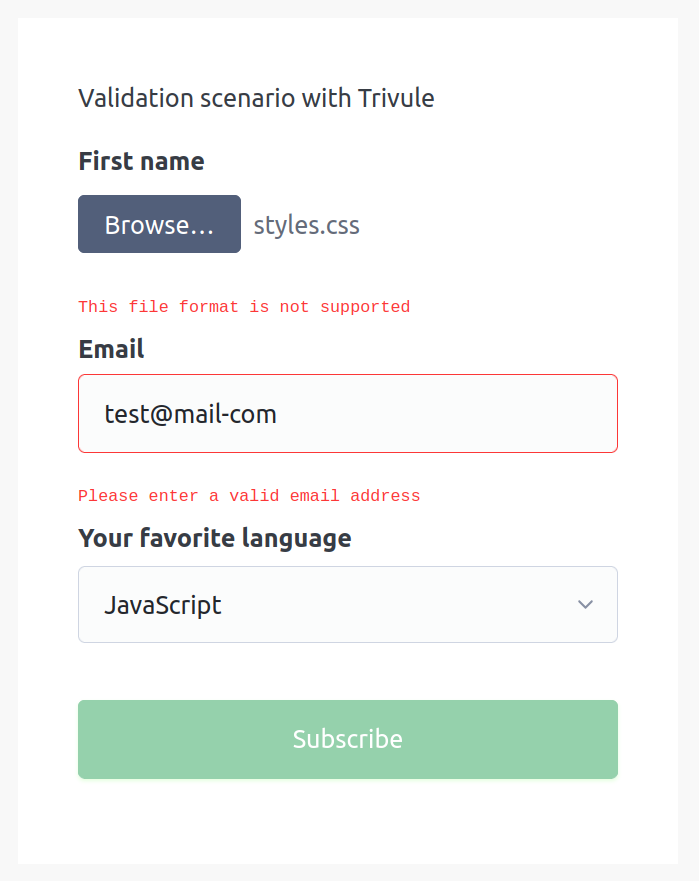 Validation scenario with Trivule
First name
Browse... styles.css
This file format is not supported
Email
test@mail-com
Please enter a valid email address
Your favorite language
JavaScript
Subscribe